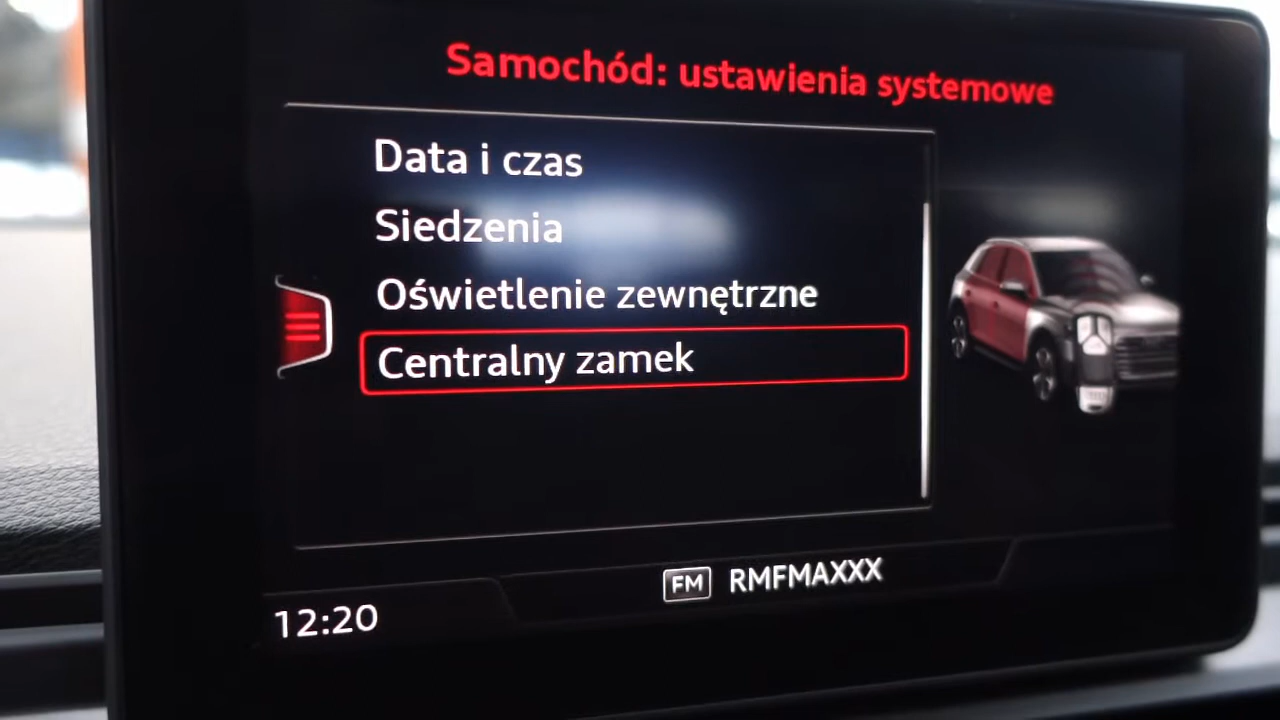 Samochód: ustawienia systemowe
Data i czas
Siedzenia
Oświetlenie zewnętrzne
Centralny zamek
FM RMFMAXXX
12:20